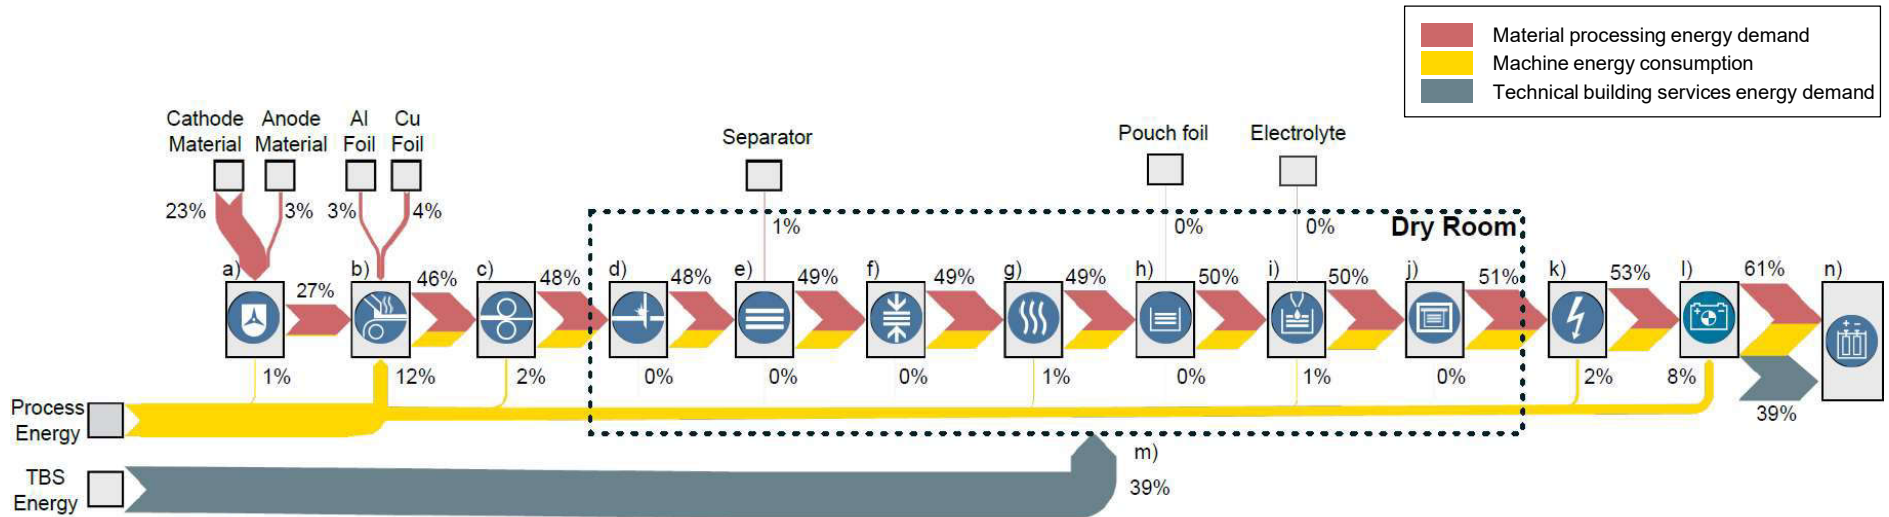 Material processing energy demand
Machine energy consumption
Technical building services energy demand
Cathode
Material
Anode
Material
Al
Foil
Cu
Foil
Separator
Pouch foil
Electrolyte
23%
3%
3%
4%
1%
0%
0%
Dry Room
a)
27%
b)
46%
c)
48%
d)
48%
e)
49%
f)
49%
g)
49%
h)
50%
i)
50%
j)
51%
k)
53%
l)
61%
n)
1%
12%
2%
0%
0%
0%
1%
0%
1%
0%
2%
8%
39%
Process
Energy
m)
39%
TBS
Energy